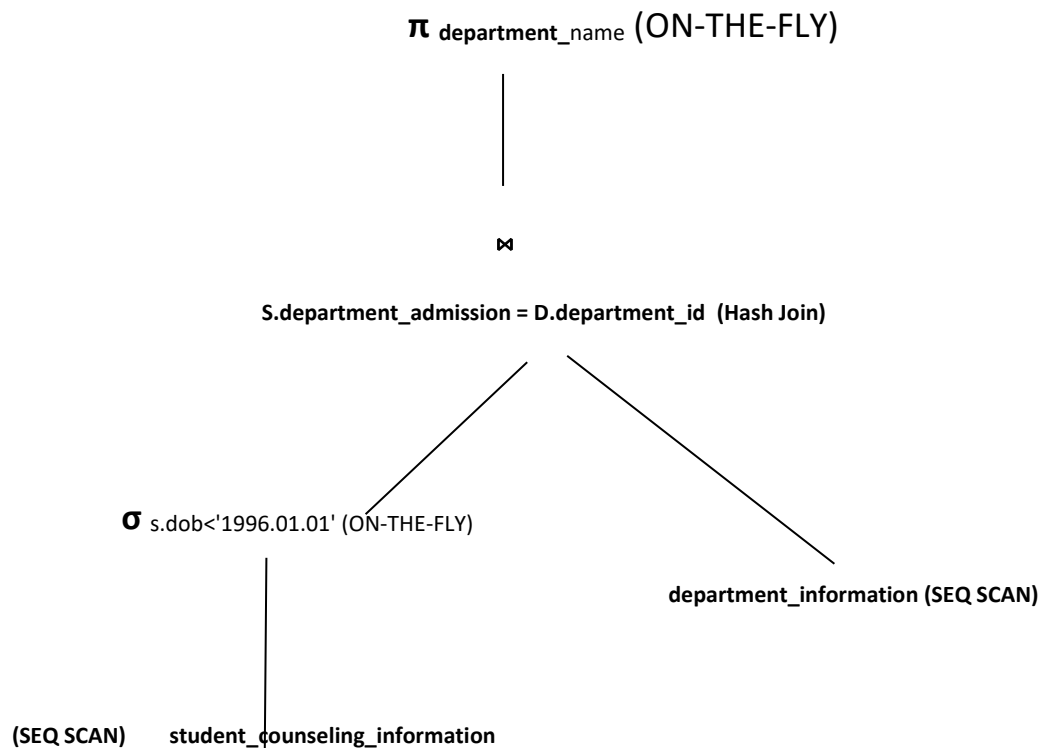 π department_name (ON-THE-FLY)
⋈
S.department_admission = D.department_id (Hash Join)
σ s.dob<'1996.01.01' (ON-THE-FLY)
department_information (SEQ SCAN)
(SEQ SCAN) student_counseling_information